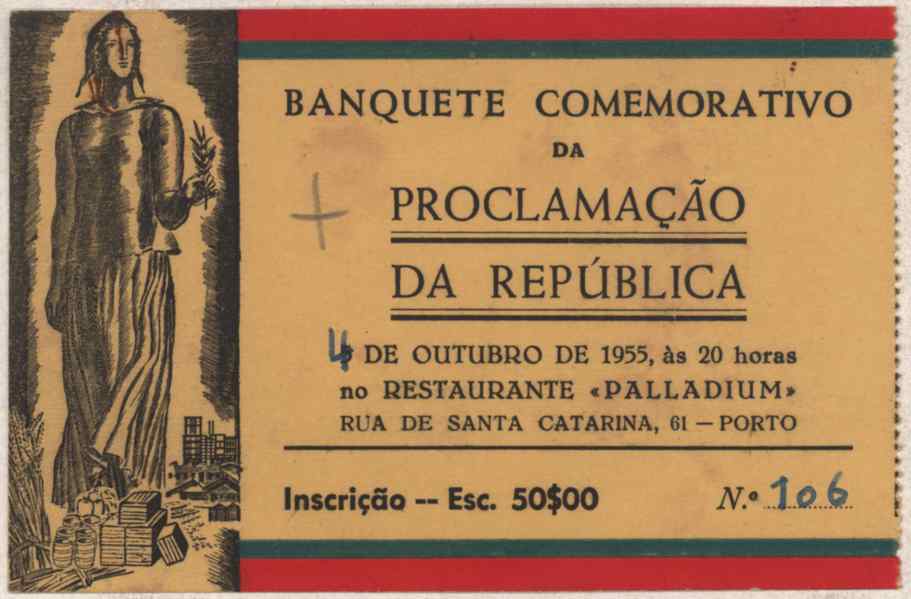 BANQUETE COMEMORATIVO
DA
PROCLAMAÇÃO
DA REPÚBLICA
4 DE OUTUBRO DE 1955, às 20 horas
no RESTAURANTE «PALLADIUM»
RUA DE SANTA CATARINA, 61 — PORTO
Inscrição -- Esc. 50$00
N.º 106